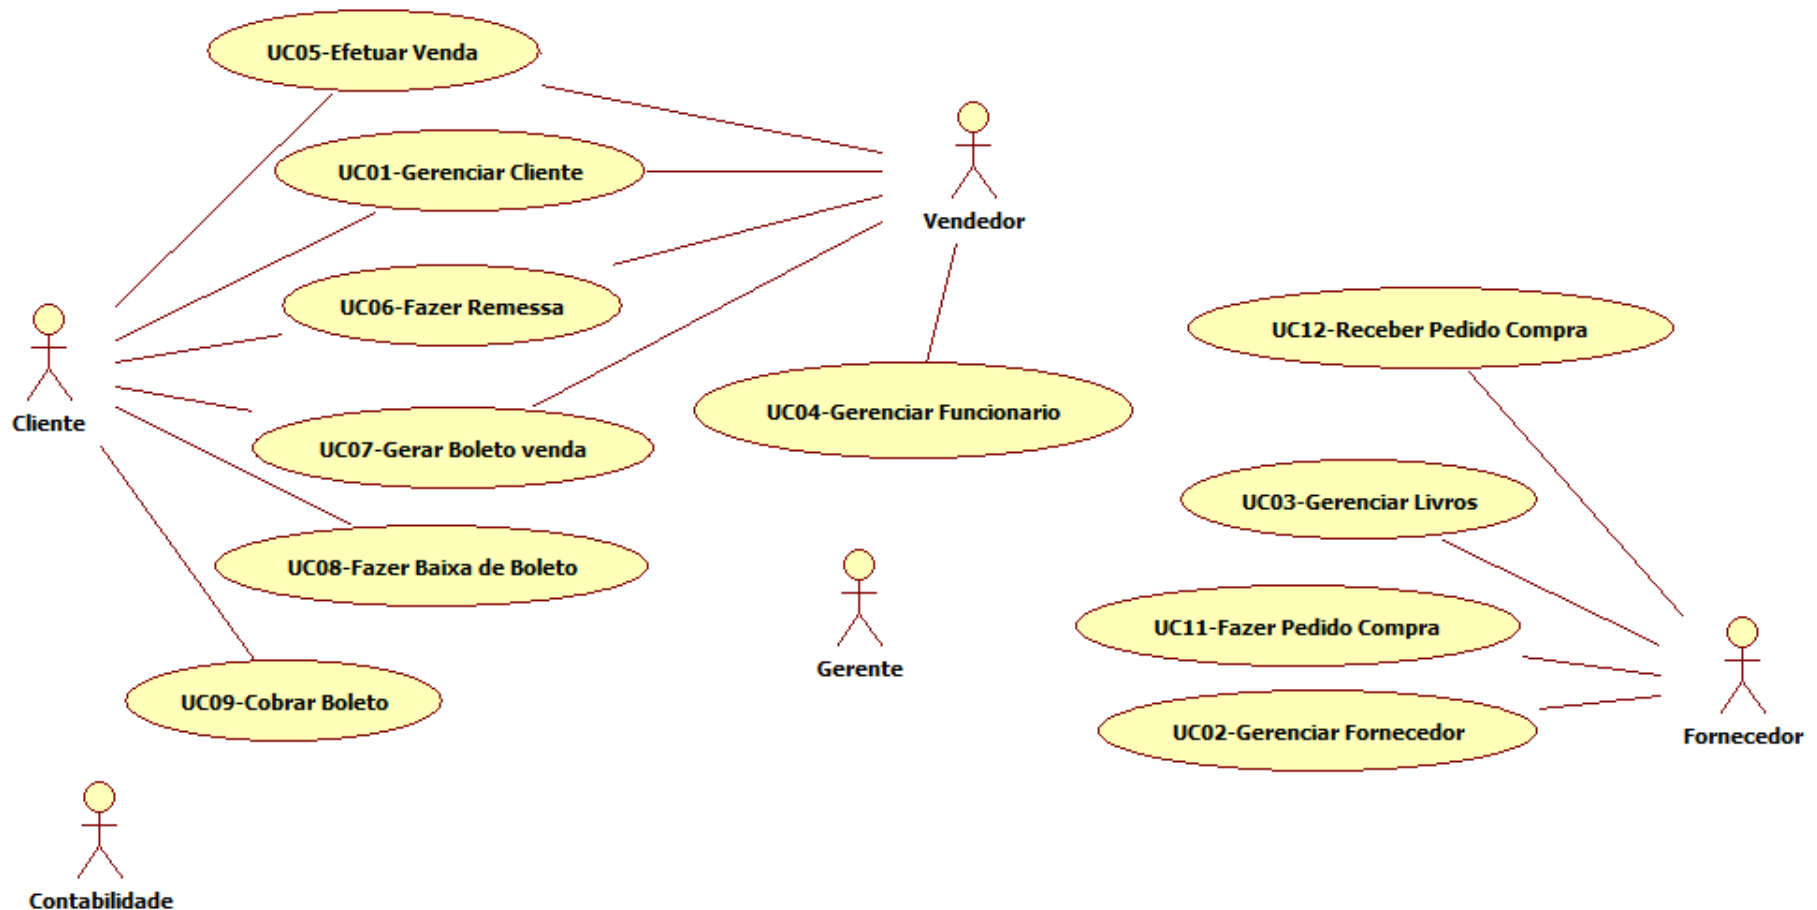 UC05-Efetuar Venda
UC01-Gerenciar Cliente
Vendedor
UC06-Fazer Remessa
UC12-Receber Pedido Compra
Cliente
UC04-Gerenciar Funcionario
UC07-Gerar Boleto venda
UC03-Gerenciar Livros
UC08-Fazer Baixa de Boleto
UC11-Fazer Pedido Compra
Gerente
UC09-Cobrar Boleto
UC02-Gerenciar Fornecedor
Fornecedor
Contabilidade